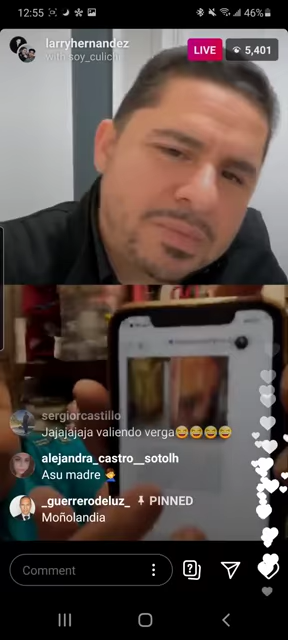 12:55
46%
larryhernandez
with soy_culich
LIVE
5,401
sergiorcastillo
Jajajajaja valiendo verga😅😅😅😅
alejandra_castro__sotolh
Asu madre
_guerrerodeluz_ PINNED
Moñolandia
Comment